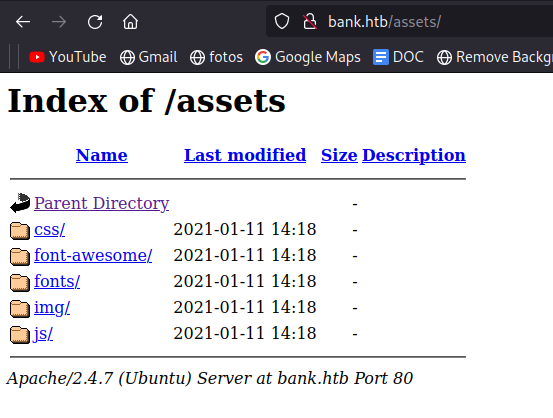 bank.htb/assets/
YouTube Gmail fotos Google Maps DOC Remove Backgr
Index of /assets
Name Last modified Size Description
Parent Directory -
css/ 2021-01-11 14:18 -
font-awesome/ 2021-01-11 14:18 -
fonts/ 2021-01-11 14:18 -
img/ 2021-01-11 14:18 -
js/ 2021-01-11 14:18 -
Apache/2.4.7 (Ubuntu) Server at bank.htb Port 80